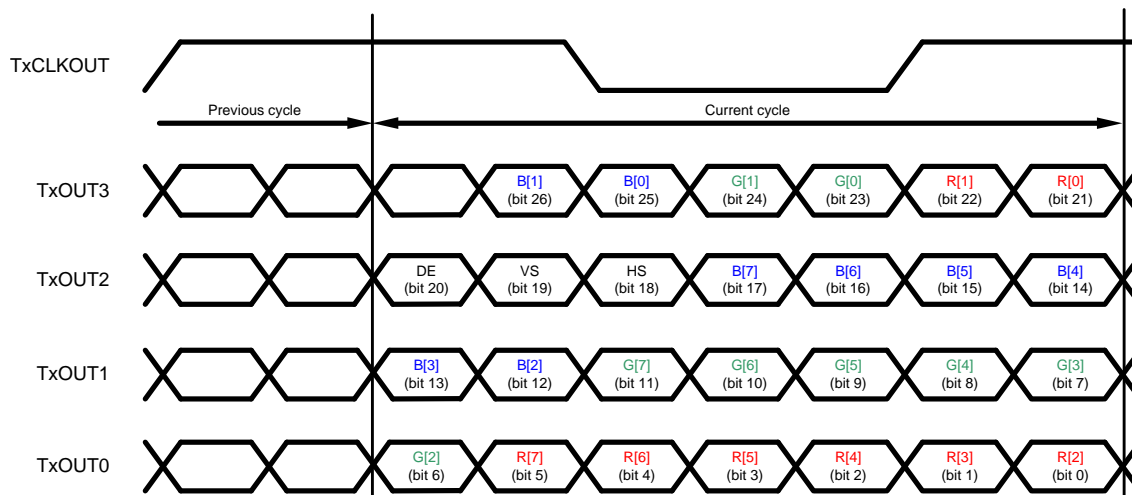 TxCLKOUT
Previous cycle
Current cycle
TxOUT3
B[1]
(bit 26)
B[0]
(bit 25)
G[1]
(bit 24)
G[0]
(bit 23)
R[1]
(bit 22)
R[0]
(bit 21)
TxOUT2
DE
(bit 20)
VS
(bit 19)
HS
(bit 18)
B[7]
(bit 17)
B[6]
(bit 16)
B[5]
(bit 15)
B[4]
(bit 14)
TxOUT1
B[3]
(bit 13)
B[2]
(bit 12)
G[7]
(bit 11)
G[6]
(bit 10)
G[5]
(bit 9)
G[4]
(bit 8)
G[3]
(bit 7)
TxOUT0
G[2]
(bit 6)
R[7]
(bit 5)
R[6]
(bit 4)
R[5]
(bit 3)
R[4]
(bit 2)
R[3]
(bit 1)
R[2]
(bit 0)